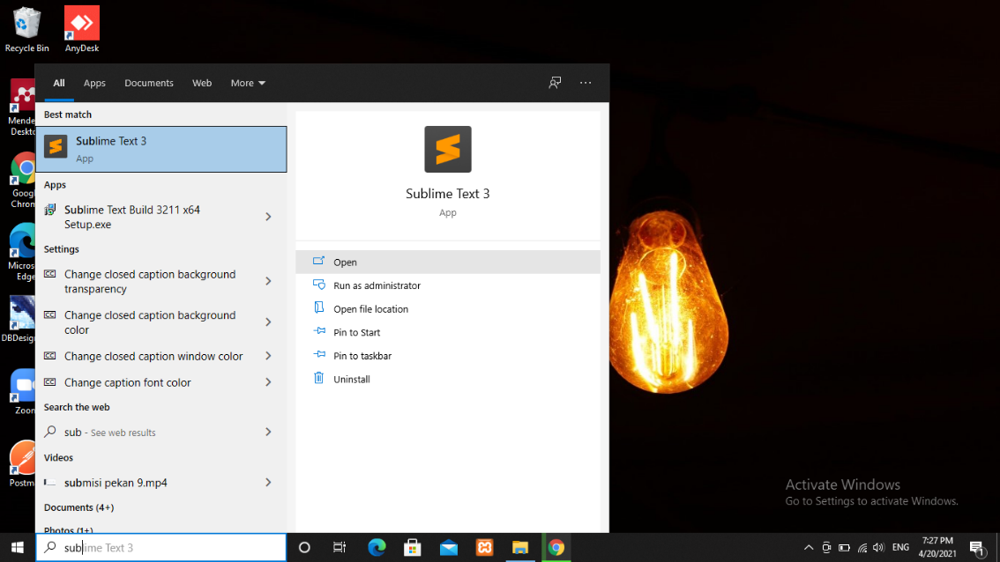 Recycle Bin
AnyDesk
Mende
Deskto
Goog
Chrom
Micros
Edge
DBDesig
Zoo
Postm
All
Apps
Documents
Web
More
Best match
Sublime Text 3
App
Apps
Sublime Text Build 3211 x64
Setup.exe
Settings
Change closed caption background
transparency
Change closed caption background
color
Change closed caption window color
Change caption font color
Search the web
sub - See web results
Videos
submisi pekan 9.mp4
Documents (4+)
Photos (1+)
Sublime Text 3
App
Open
Run as administrator
Open file location
Pin to Start
Pin to taskbar
Uninstall
Activate Windows
Go to Settings to activate Windows.
sublime Text 3
ENG
7:27 PM
4/20/2021
1